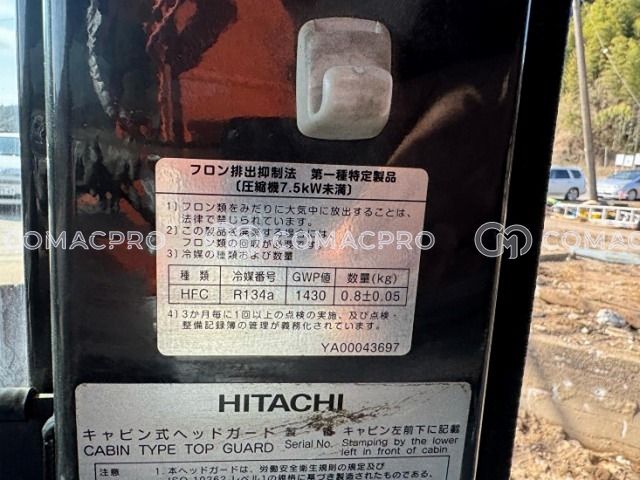 フロン排出抑制法 第一種特定製品
〔圧縮機7.5kW未満〕
1)フロン類をみだりに大気中に放出することは、
法律で禁じられています。
2)この製品を廃棄する場合には、
フロン類の回収が必要です。
3)冷媒の種類および数量
種類 冷媒番号 GWP値 数量(kg)
HFC R134a 1430 0.8±0.05
4)3か月毎に1回以上の点検の実施、及び点検・
整備記録簿の管理が義務化されています。
YA00043697
COMACPRO COMACPRO COMAC
HITACHI
キャビン式ヘッドガード 製 番 キャビン左前下に記載
CABIN TYPE TOP GUARD Serial No. Stamping by the lower
left in front of cabin
注意 1.本ヘッドガードは、労働安全衛生規則の規定及び
ISO 10262 レベル1の規格に基づき製造されたものである。